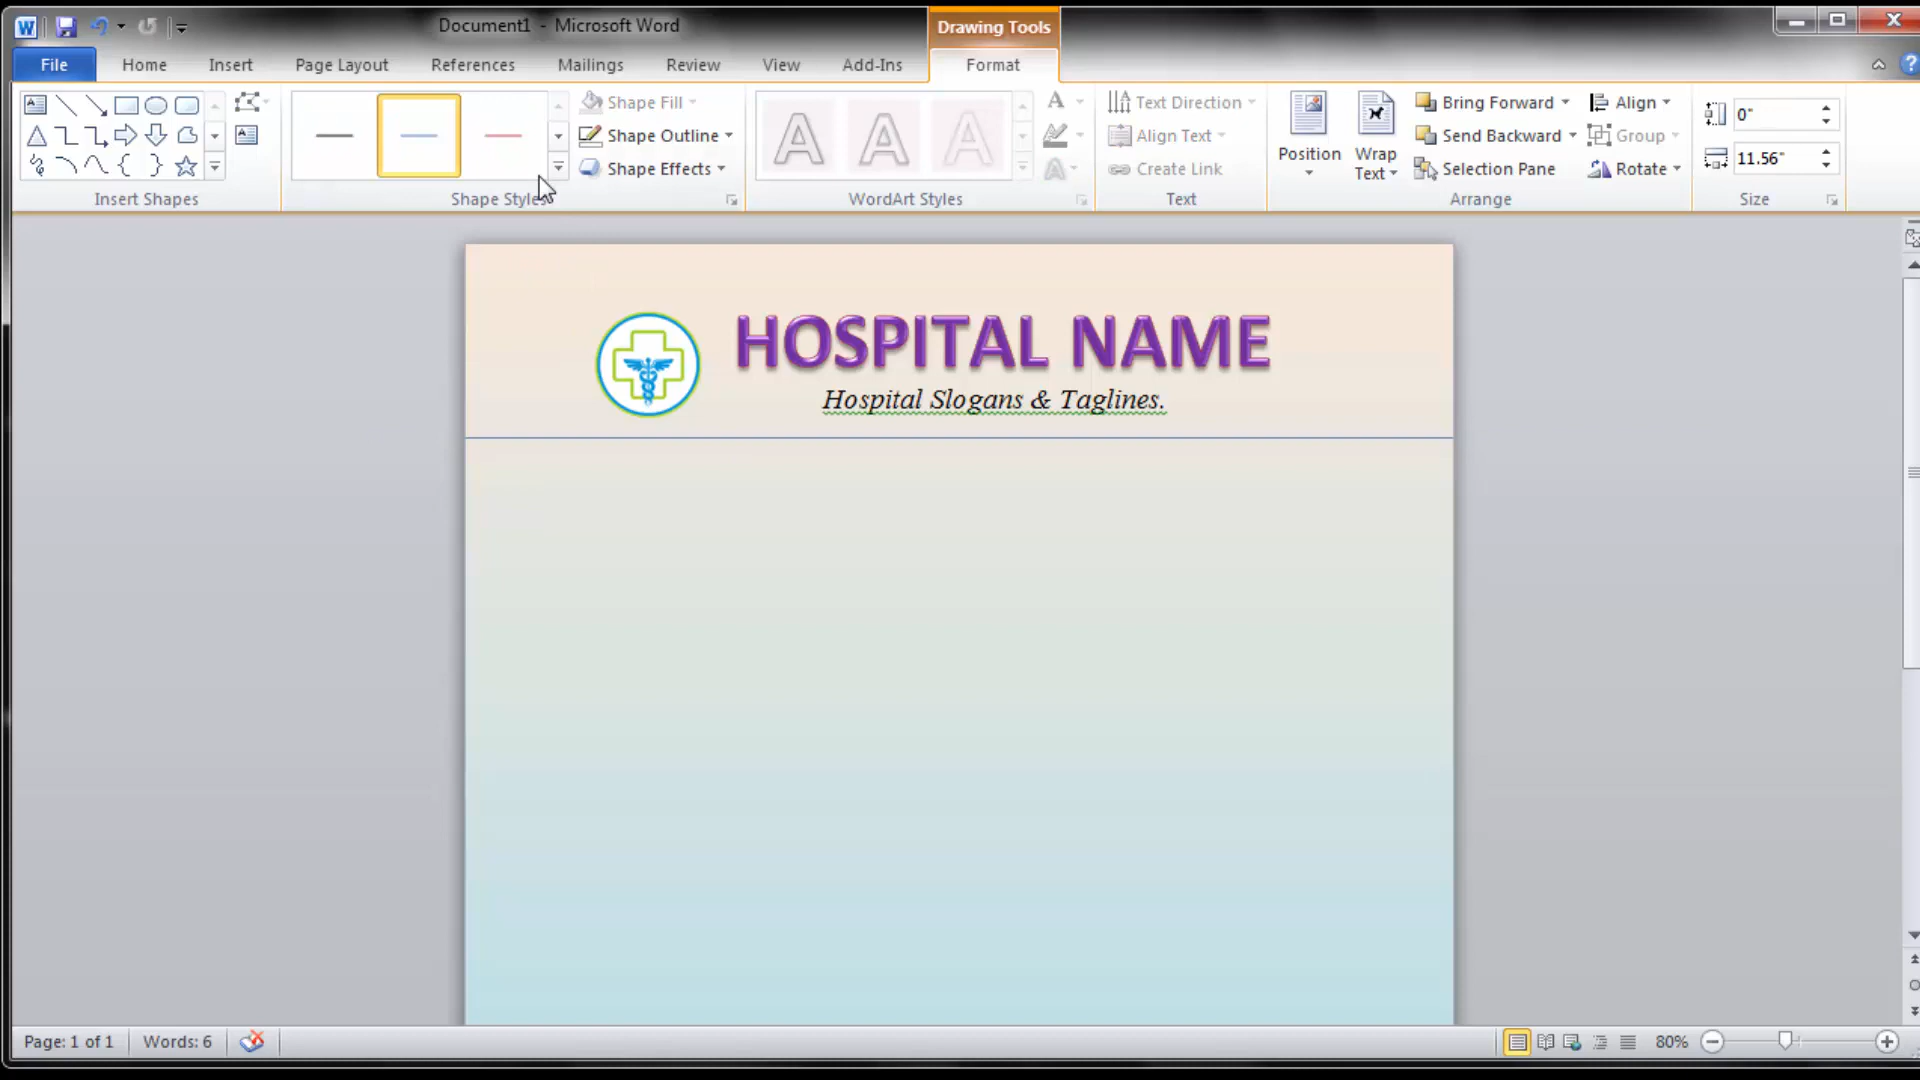 Document1 - Microsoft Word
Drawing Tools
File Home Insert Page Layout References Mailings Review View Add-Ins Format
Shape Fill
Shape Outline
Shape Effects
Text Direction
Align Text
Create Link
Position
Wrap
Text
Bring Forward
Send Backward
Selection Pane
Align
Group
Rotate
0"
11.56"
Insert Shapes
Shape Styles
WordArt Styles
Text
Arrange
Size
HOSPITAL NAME
Hospital Slogans & Taglines.
Page: 1 of 1
Words: 6
80%